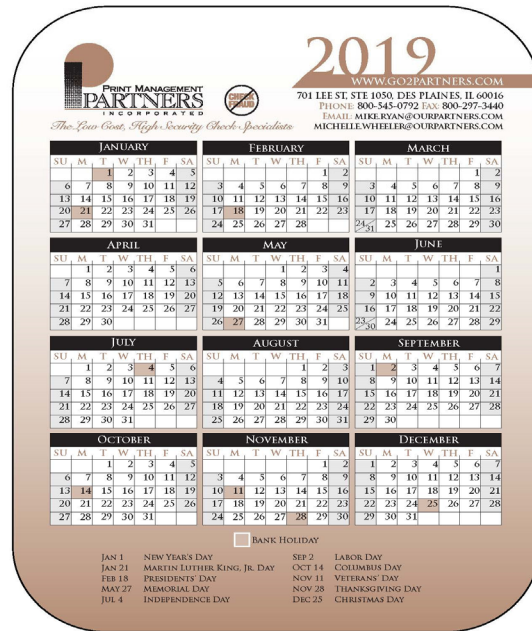 PRINT MANAGEMENT
PARTNERS
INCORPORATED
CHECK FRAUD
The Low Cost, High Security Check Specialists
2019
WWW.GO2PARTNERS.COM
701 LEE ST, STE 1050, DES PLAINES, IL 60016
PHONE: 800-545-0792 FAX: 800-297-3440
EMAIL: MIKE.RYAN@OURPARTNERS.COM
MICHELLE.WHEELER@OURPARTNERS.COM
JANUARY
SU M T W TH F SA
1 2 3 4 5
6 7 8 9 10 11 12
13 14 15 16 17 18 19
20 21 22 23 24 25 26
27 28 29 30 31
FEBRUARY
SU M T W TH F SA
1 2
3 4 5 6 7 8 9
10 11 12 13 14 15 16
17 18 19 20 21 22 23
24 25 26 27 28
MARCH
SU M T W TH F SA
1 2
3 4 5 6 7 8 9
10 11 12 13 14 15 16
17 18 19 20 21 22 23
24/31 25 26 27 28 29 30
APRIL
SU M T W TH F SA
1 2 3 4 5 6
7 8 9 10 11 12 13
14 15 16 17 18 19 20
21 22 23 24 25 26 27
28 29 30
MAY
SU M T W TH F SA
1 2 3 4
5 6 7 8 9 10 11
12 13 14 15 16 17 18
19 20 21 22 23 24 25
26 27 28 29 30 31
JUNE
SU M T W TH F SA
1
2 3 4 5 6 7 8
9 10 11 12 13 14 15
16 17 18 19 20 21 22
23/30 24 25 26 27 28 29
JULY
SU M T W TH F SA
1 2 3 4 5 6
7 8 9 10 11 12 13
14 15 16 17 18 19 20
21 22 23 24 25 26 27
28 29 30 31
AUGUST
SU M T W TH F SA
1 2 3
4 5 6 7 8 9 10
11 12 13 14 15 16 17
18 19 20 21 22 23 24
25 26 27 28 29 30 31
SEPTEMBER
SU M T W TH F SA
1 2 3 4 5 6 7
8 9 10 11 12 13 14
15 16 17 18 19 20 21
22 23 24 25 26 27 28
29 30
OCTOBER
SU M T W TH F SA
1 2 3 4 5
6 7 8 9 10 11 12
13 14 15 16 17 18 19
20 21 22 23 24 25 26
27 28 29 30 31
NOVEMBER
SU M T W TH F SA
1 2
3 4 5 6 7 8 9
10 11 12 13 14 15 16
17 18 19 20 21 22 23
24 25 26 27 28 29 30
DECEMBER
SU M T W TH F SA
1 2 3 4 5 6 7
8 9 10 11 12 13 14
15 16 17 18 19 20 21
22 23 24 25 26 27 28
29 30 31
BANK HOLIDAY
JAN 1 NEW YEAR'S DAY
JAN 21 MARTIN LUTHER KING, JR. DAY
FEB 18 PRESIDENTS' DAY
MAY 27 MEMORIAL DAY
JUL 4 INDEPENDENCE DAY
SEP 2 LABOR DAY
OCT 14 COLUMBUS DAY
NOV 11 VETERANS' DAY
NOV 28 THANKSGIVING DAY
DEC 25 CHRISTMAS DAY